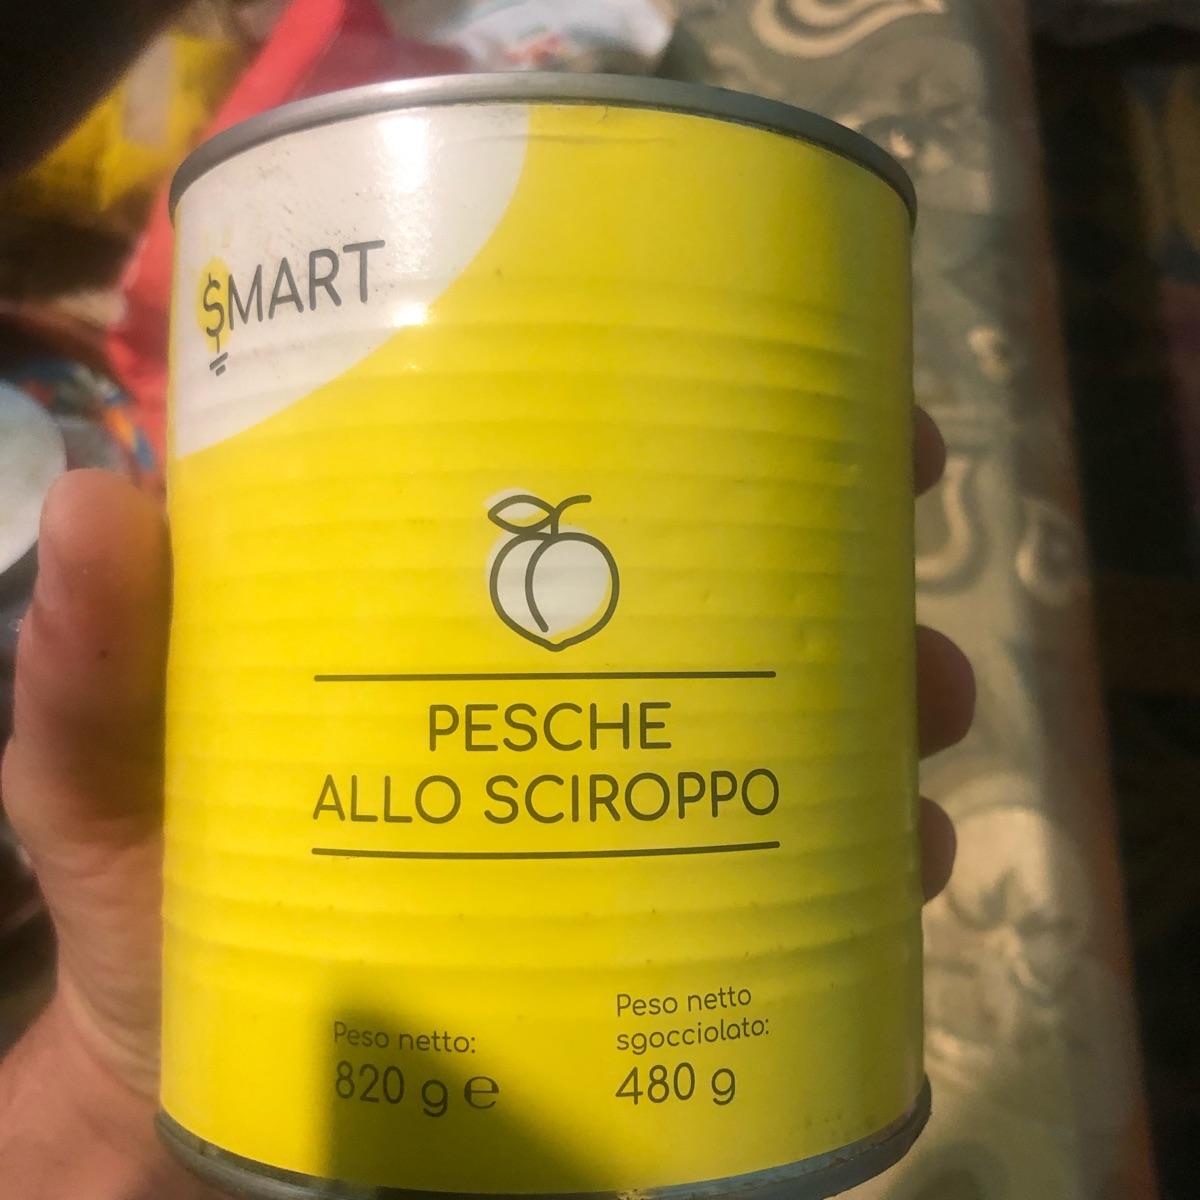 $MART
PESCHE
ALLO SCIROPPO
Peso netto:
820 g e
Peso netto
sgocciolato:
480 g